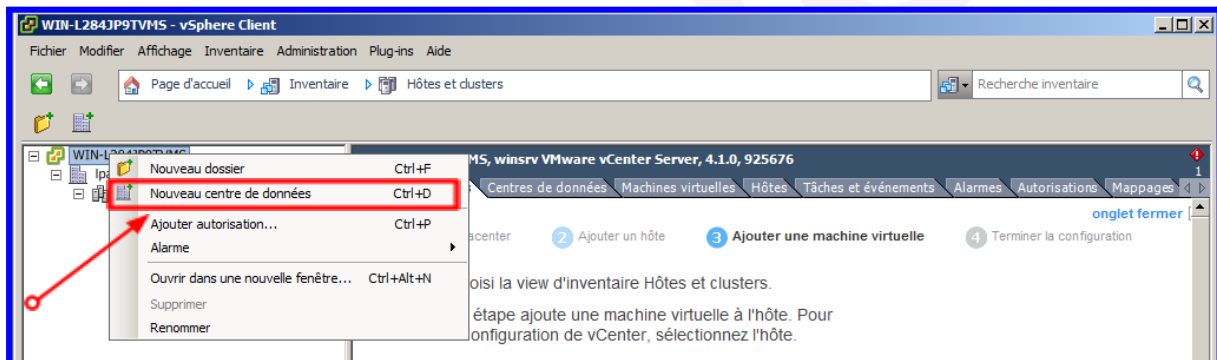 WIN-L284JP9TVMS - vSphere Client
Fichier Modifier Affichage Inventaire Administration Plug-ins Aide
Page d'accueil Inventaire Hôtes et clusters Recherche inventaire
WIN-L284JP9TVMS MS, winsrv VMware vCenter Server, 4.1.0, 925676
1
Ipa Nouveau dossier Ctrl+F
Centres de données Machines virtuelles Hôtes Tâches et événements Alarmes Autorisations Mappages
Nouveau centre de données Ctrl+D
onglet fermer
Ajouter autorisation... Ctrl+P
acenter 2 Ajouter un hôte 3 Ajouter une machine virtuelle 4 Terminer la configuration
Alarme
Ouvrir dans une nouvelle fenêtre... Ctrl+Alt+N
oisi la view d'inventaire Hôtes et clusters.
Supprimer
étape ajoute une machine virtuelle à l'hôte. Pour
Renommer
onfiguration de vCenter, sélectionnez l'hôte.